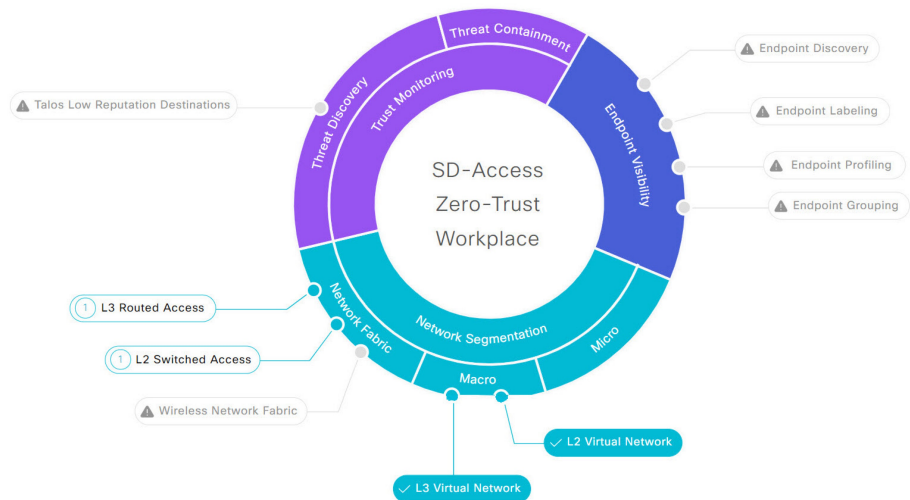 Threat Containment
Endpoint Discovery
Trust Monitoring
Threat Discovery
Talos Low Reputation Destinations
Endpoint Labeling
Endpoint Visibility
Endpoint Profiling
SD-Access
Zero-Trust
Workplace
Endpoint Grouping
1 L3 Routed Access
Network Fabric
Network Segmentation
Micro
1 L2 Switched Access
Macro
Wireless Network Fabric
L2 Virtual Network
L3 Virtual Network